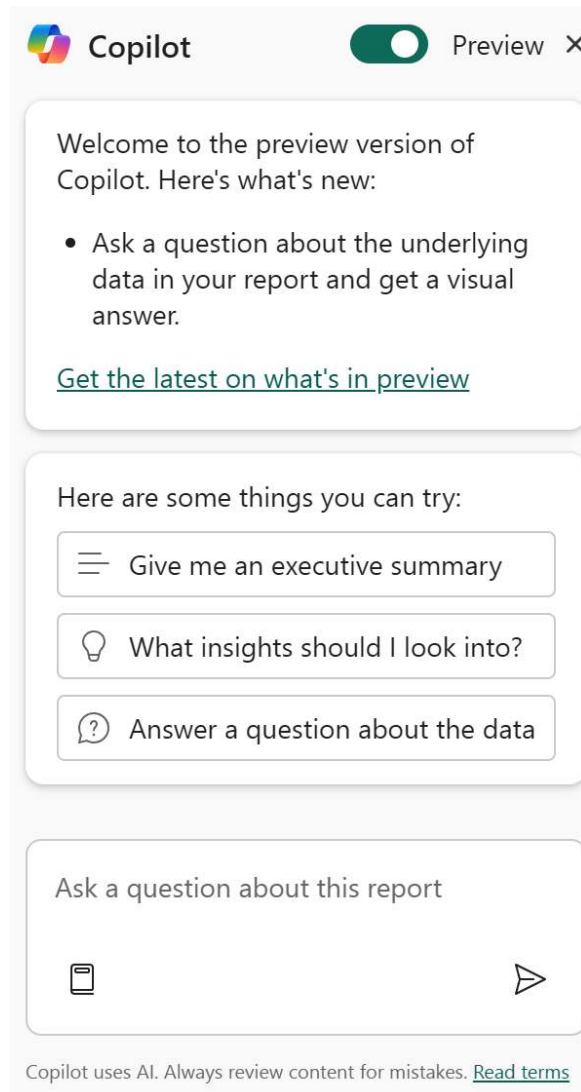 Copilot
Preview
Welcome to the preview version of
Copilot. Here's what's new:
• Ask a question about the underlying
data in your report and get a visual
answer.
Get the latest on what's in preview
Here are some things you can try:
Give me an executive summary
What insights should I look into?
Answer a question about the data
Ask a question about this report
Copilot uses AI. Always review content for mistakes. Read terms